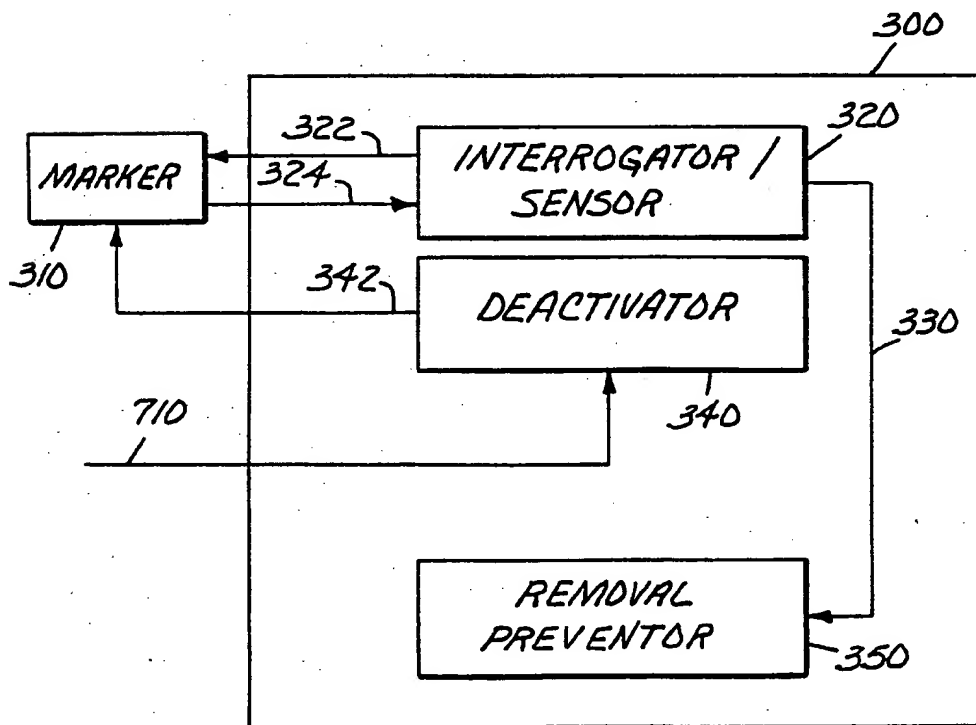 300
322
INTERROGATOR /
SENSOR
320
MARKER
324
310
342
DEACTIVATOR
330
340
710
REMOVAL
PREVENTOR
350